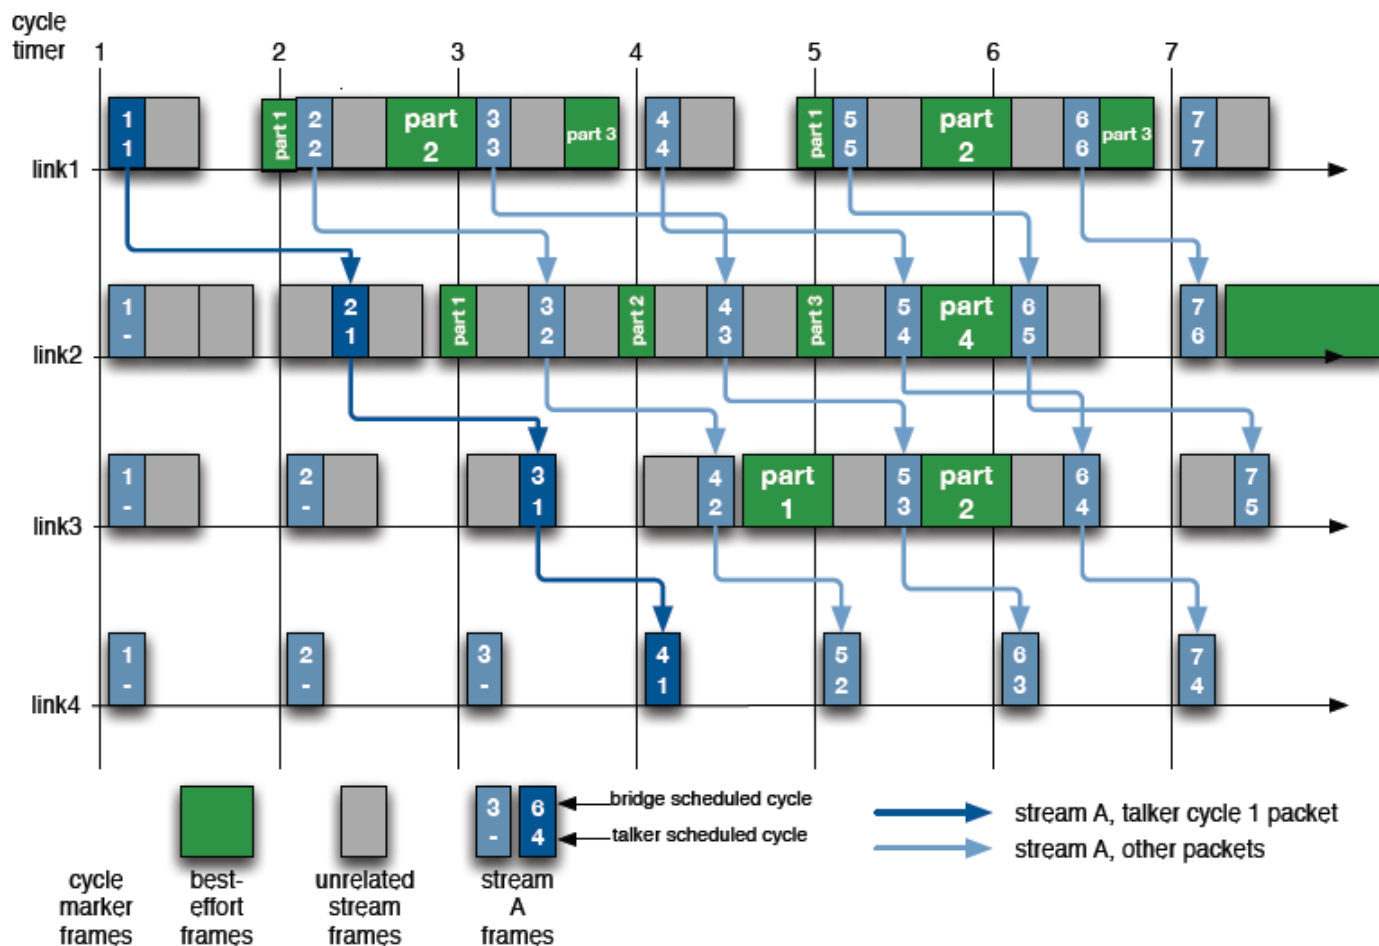 cycle
timer
1 2 3 4 5 6 7
1 part 1 2 part 3 4 part 1 5 part 6 7
1 2 2 3 part 3 4 5 2 6 part 3 7
link1
1 2 part 1 3 part 2 4 part 3 5 part 6 7
- 1 2 3 4 4 5 6
link2
1 2 3 4 part 5 part 6 7
- - 1 2 1 3 2 4 5
link3
1 2 3 4 5 6 7
- - - 1 2 3 4
link4
3 6 bridge scheduled cycle
- 4 talker scheduled cycle
stream A, talker cycle 1 packet
stream A, other packets
cycle
marker
frames
best-
effort
frames
unrelated
stream
frames
stream
A
frames